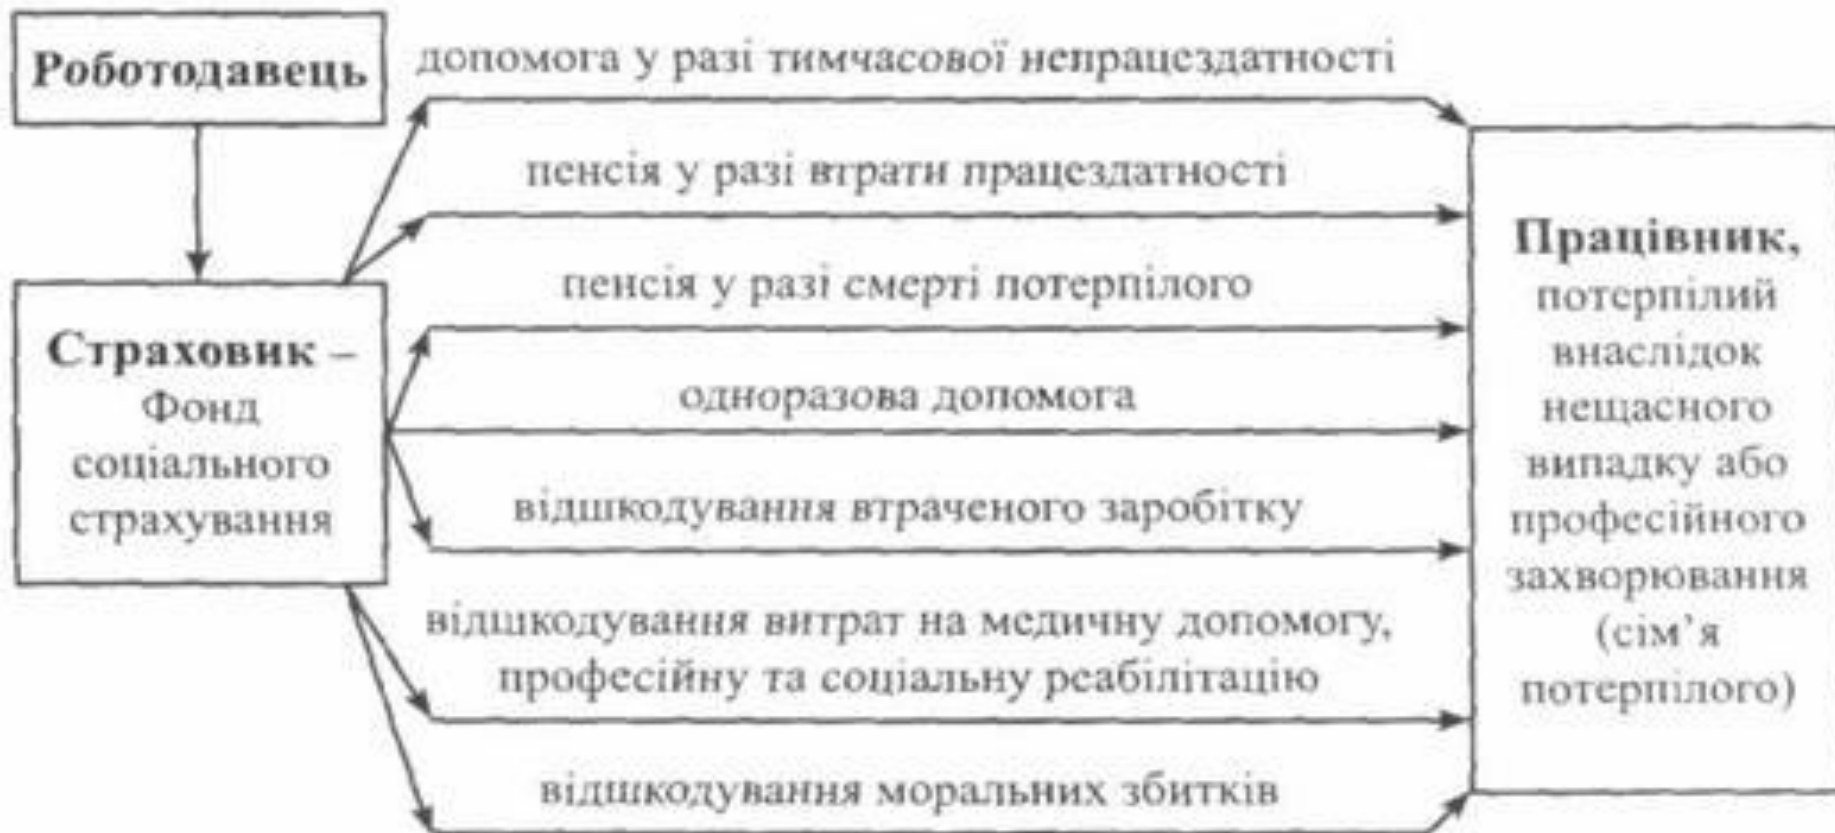 Роботодавець
допомога у разі тимчасової непрацездатності
пенсія у разі втрати працездатності
пенсія у разі смерті потерпілого
одноразова допомога
відшкодування втраченого заробітку
відшкодування витрат на медичну допомогу,
професійну та соціальну реабілітацію
відшкодування моральних збитків
Страховик –
Фонд
соціального
страхування
Працівник,
потерпілий
внаслідок
нещасного
випадку або
професійного
захворювання
(сім’я
потерпілого)